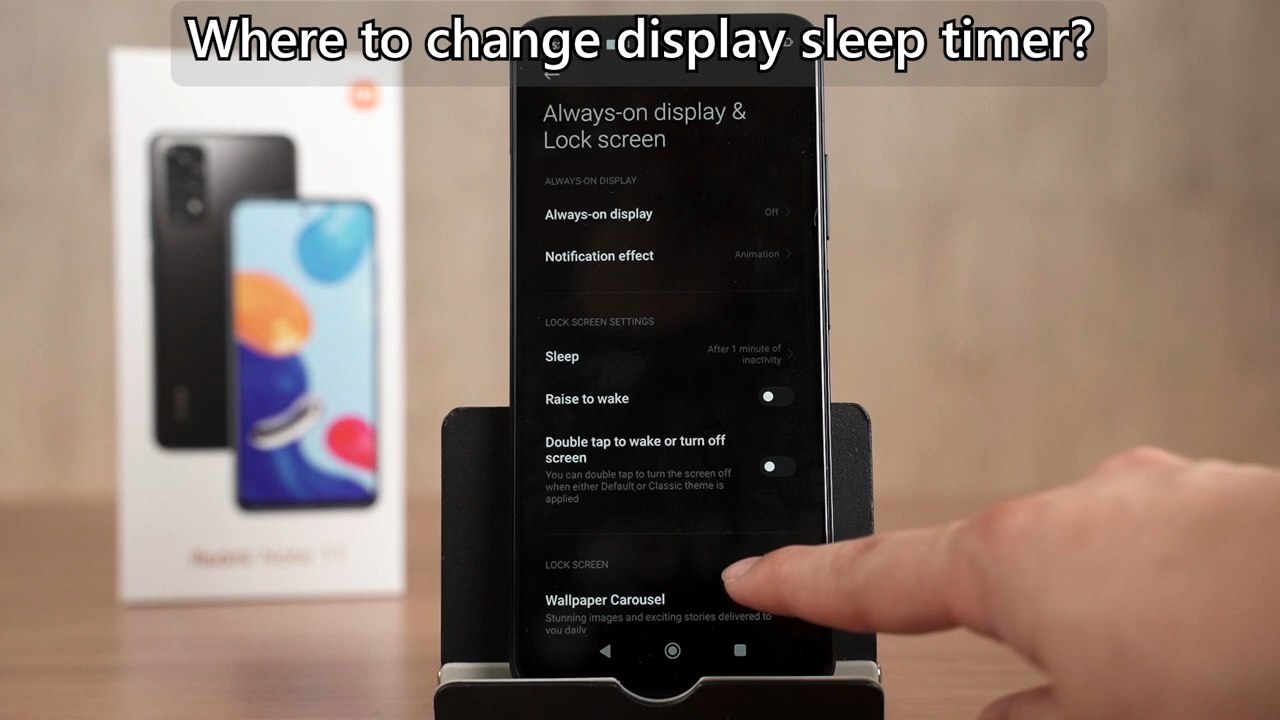 Where to change display sleep timer?
Always-on display &
Lock screen
ALWAYS-ON DISPLAY
Always-on display
Off
Notification effect
Animation
LOCK SCREEN SETTINGS
Sleep
After 1 minute of
inactivity
Raise to wake
Double tap to wake or turn off
screen
You can double tap to turn the screen off
when either Default or Classic theme is
applied
LOCK SCREEN
Wallpaper Carousel
Stunning images and exciting stories delivered to
you daily
Redmi Note 11